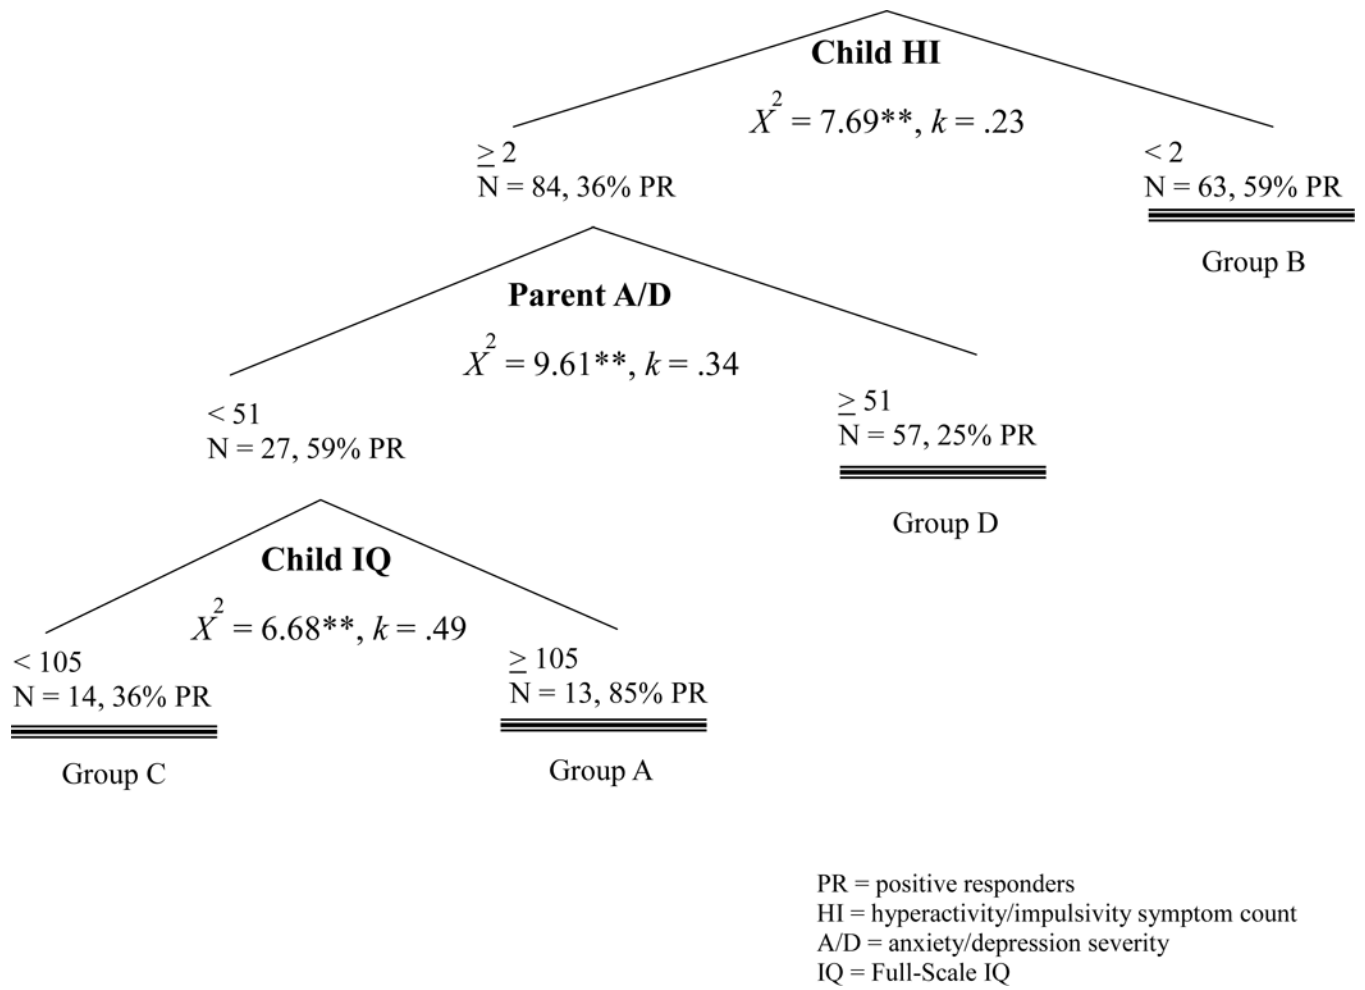 Child HI
X² = 7.69**, k = .23
≥ 2
N = 84, 36% PR
< 2
N = 63, 59% PR
Group B
Parent A/D
X² = 9.61**, k = .34
< 51
N = 27, 59% PR
≥ 51
N = 57, 25% PR
Group D
Child IQ
X² = 6.68**, k = .49
< 105
N = 14, 36% PR
Group C
≥ 105
N = 13, 85% PR
Group A
PR = positive responders
HI = hyperactivity/impulsivity symptom count
A/D = anxiety/depression severity
IQ = Full-Scale IQ